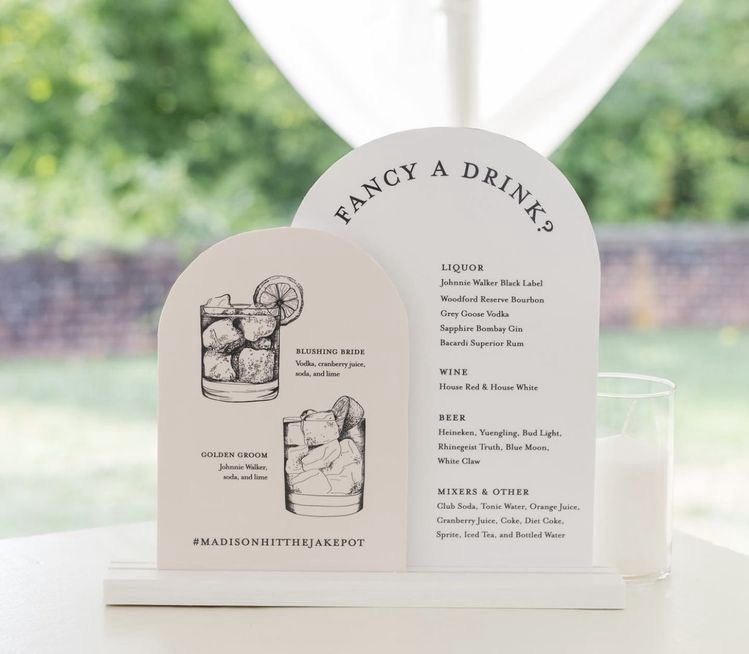 FANCY A DRINK?
LIQUOR
Johnnie Walker Black Label
Woodford Reserve Bourbon
Grey Goose Vodka
Sapphire Bombay Gin
Bacardi Superior Rum
WINE
House Red & House White
BEER
Heineken, Yuengling, Bud Light,
Rhinegeist Truth, Blue Moon,
White Claw
MIXERS & OTHER
Club Soda, Tonic Water, Orange Juice,
Cranberry Juice, Coke, Diet Coke,
Sprite, Iced Tea, and Bottled Water
BLUSHING BRIDE
Vodka, cranberry juice,
soda, and lime
GOLDEN GROOM
Johnnie Walker,
soda, and lime
#MADISONHITTHEJAKEPOT